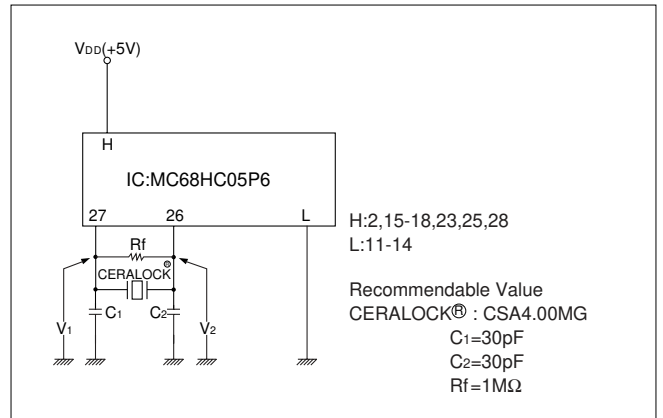 VDD(+5V)
H
IC:MC68HC05P6
27 26 L
H:2,15-18,23,25,28
L:11-14
Rf
CERALOCK®
C1 C2
V1 V2
Recommendable Value
CERALOCK® : CSA4.00MG
C1=30pF
C2=30pF
Rf=1MΩ